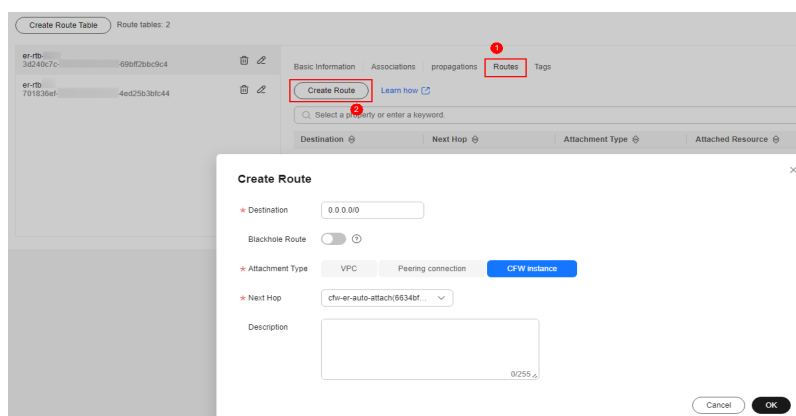 Create Route Table Route tables: 2
er-rtb-
3d240c7c- -69bff2bbc9c4
er-rtb
701836ef- -4ed25b3bfc44
1
Basic Information Associations propagations Routes Tags
Create Route Learn how
2
Select a property or enter a keyword.
Destination Next Hop Attachment Type Attached Resource
Create Route
* Destination 0.0.0.0/0
Blackhole Route
* Attachment Type VPC Peering connection CFW instance
* Next Hop cfw-er-auto-attach(6634bf...
Description
0/255
Cancel OK